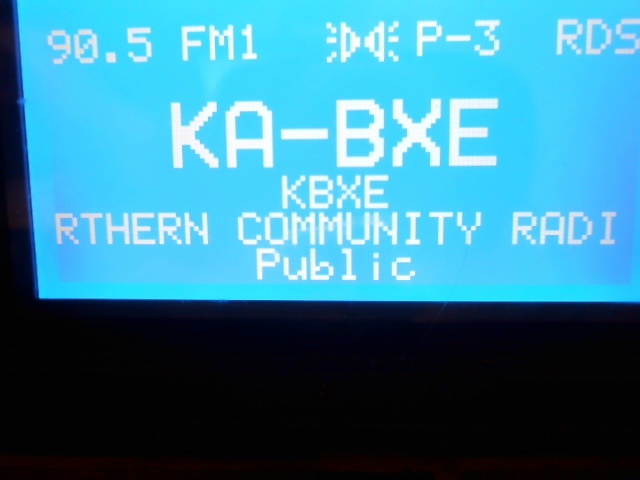 90.5 FM1 P-3 RDS
KA-BXE
KBXE
RTHERN COMMUNITY RADI
Public